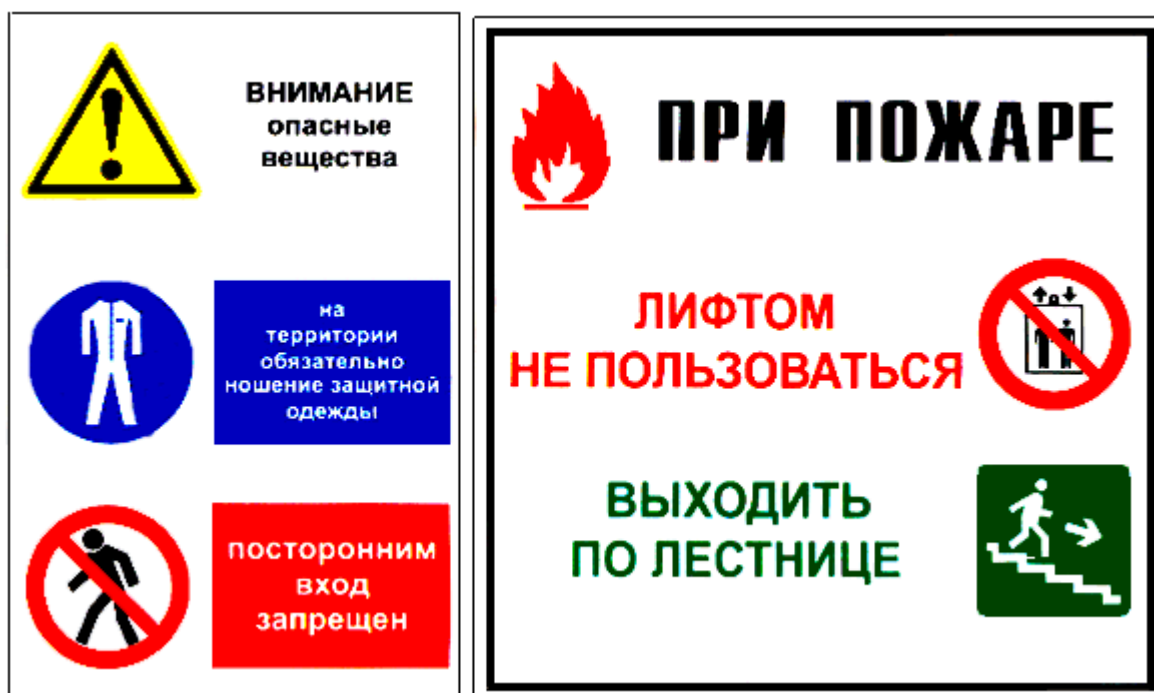 ВНИМАНИЕ
опасные
вещества
на
территории
обязательно
ношение защитной
одежды
посторонним
вход
запрещен
ПРИ ПОЖАРЕ
ЛИФТОМ
НЕ ПОЛЬЗОВАТЬСЯ
ВЫХОДИТЬ
ПО ЛЕСТНИЦЕ